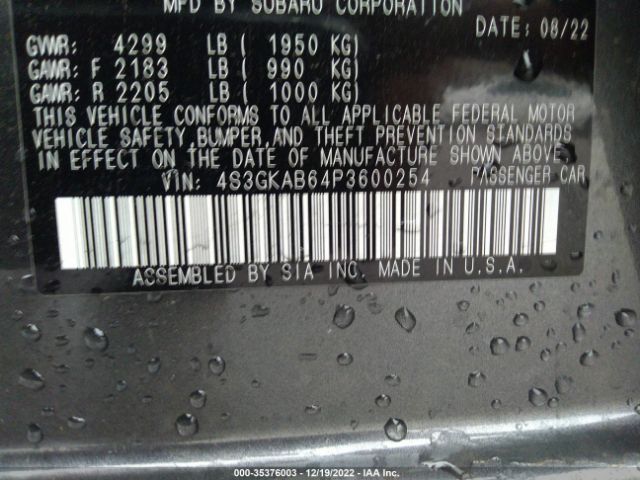 MFD BY SUBARU CORPORATION
DATE: 08/22
GVWR: 4299 LB ( 1950 KG)
GAWR: F 2183 LB ( 990 KG)
GAWR: R 2205 LB ( 1000 KG)
THIS VEHICLE CONFORMS TO ALL APPLICABLE FEDERAL MOTOR
VEHICLE SAFETY, BUMPER, AND THEFT PREVENTION STANDARDS
IN EFFECT ON THE DATE OF MANUFACTURE SHOWN ABOVE.
VIN: 4S3GKAB64P3600254 PASSENGER CAR
ASSEMBLED BY SIA INC. MADE IN U.S.A.
000-35376003 - 12/19/2022 - IAA Inc.